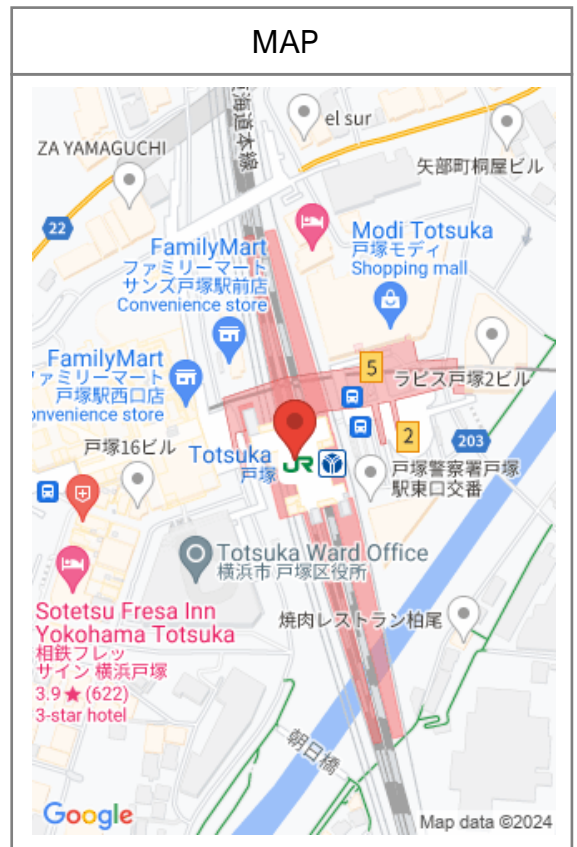 MAP
海道本線
el sur
ZA YAMAGUCHI
矢部町桐屋ビル
22
Modi Totsuka
戸塚モディ
Shopping mall
FamilyMart
ファミリーマート
サンズ戸塚駅前店
Convenience store
FamilyMart
ァミリーマート
戸塚駅西口店
onvenience store
5
ラピス戸塚2ビル
2
203
戸塚16ビル
Totsuka
戸塚
JR
戸塚警察署戸塚
駅東口交番
Totsuka Ward Office
横浜市 戸塚区役所
Sotetsu Fresa Inn
Yokohama Totsuka
相鉄フレッ
サイン 横浜戸塚
3.9★(622)
3-star hotel
焼肉レストラン柏尾
朝日橋
Google
Map data ©2024